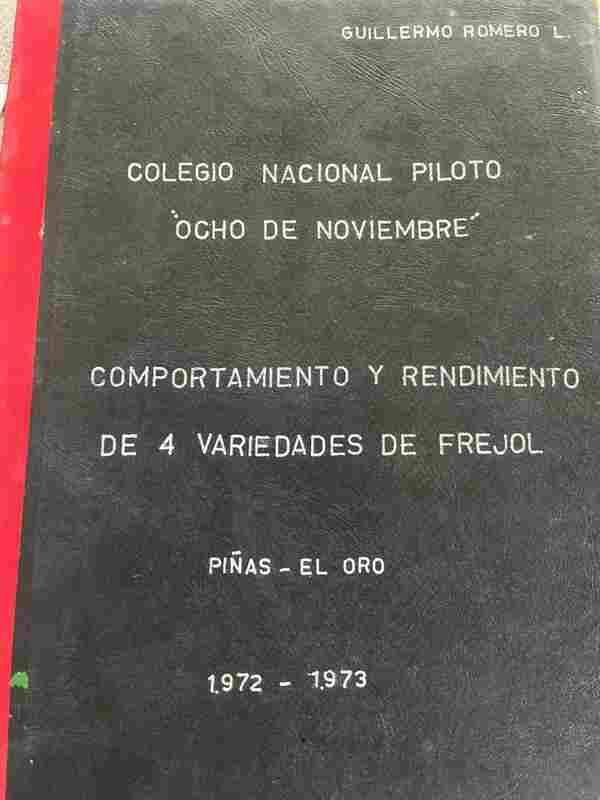 GUILLERMO ROMERO L.
COLEGIO NACIONAL PILOTO
"OCHO DE NOVIEMBRE"
COMPORTAMIENTO Y RENDIMIENTO
DE 4 VARIEDADES DE FREJOL
PIÑAS - EL ORO
1.972 - 1.973